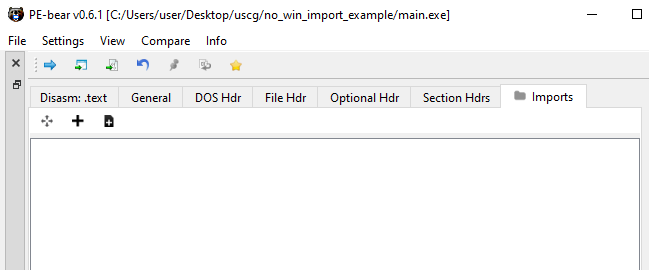 PE-bear v0.6.1 [C:/Users/user/Desktop/uscg/no_win_import_example/main.exe]
File Settings View Compare Info
Disasm: .text General DOS Hdr File Hdr Optional Hdr Section Hdrs Imports